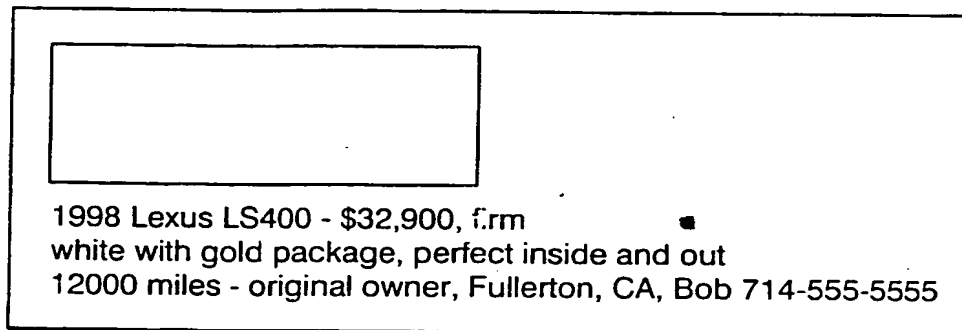 1998 Lexus LS400 - $32,900, firm
white with gold package, perfect inside and out
12000 miles - original owner, Fullerton, CA, Bob 714-555-5555